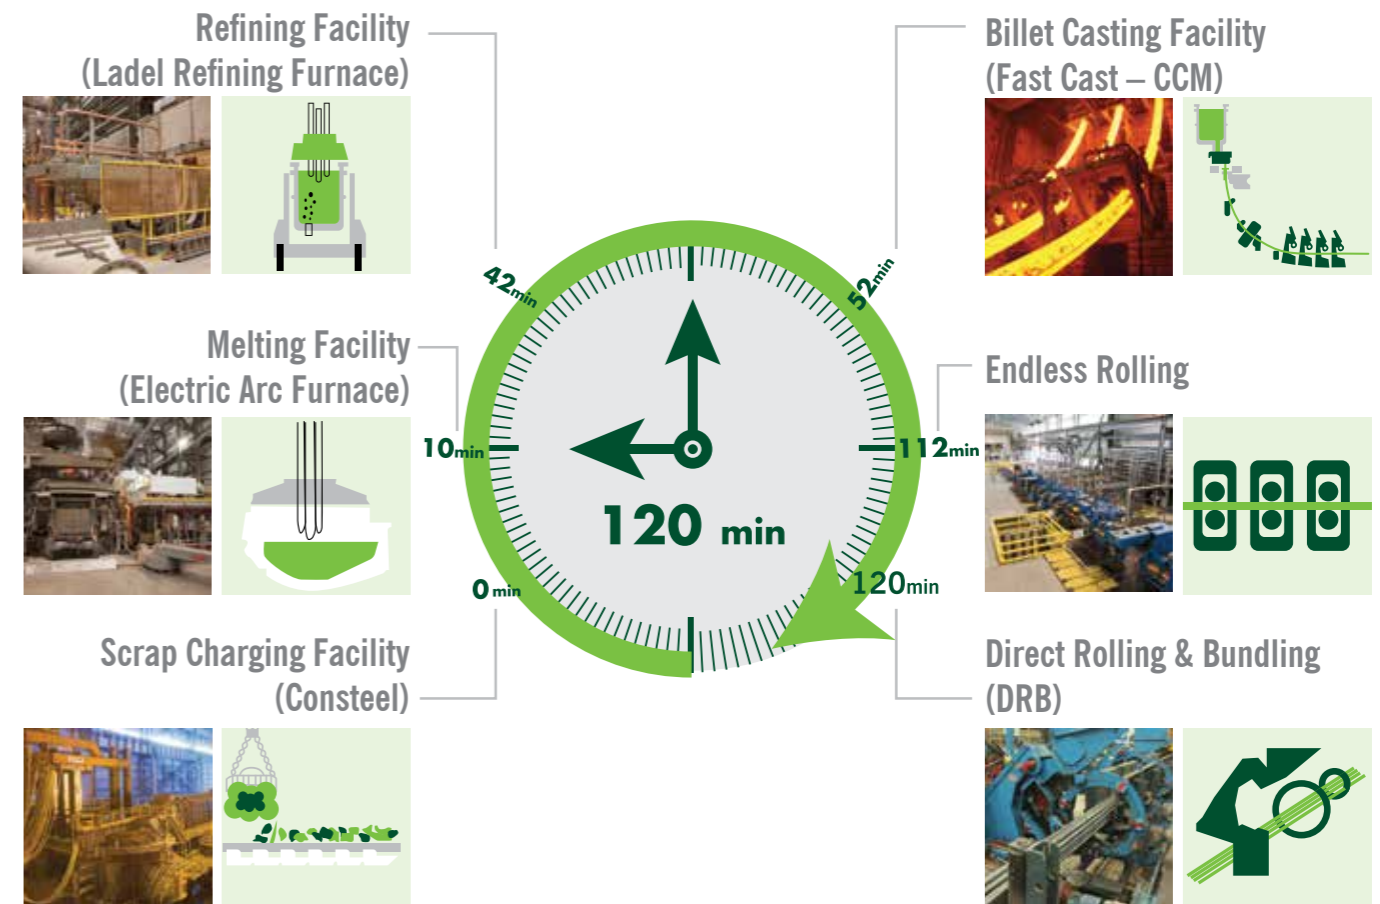 Refining Facility
(Ladel Refining Furnace)
Billet Casting Facility
(Fast Cast – CCM)
42min
52min
Melting Facility
(Electric Arc Furnace)
Endless Rolling
10min
112min
120 min
0min
120min
Scrap Charging Facility
(Consteel)
Direct Rolling & Bundling
(DRB)